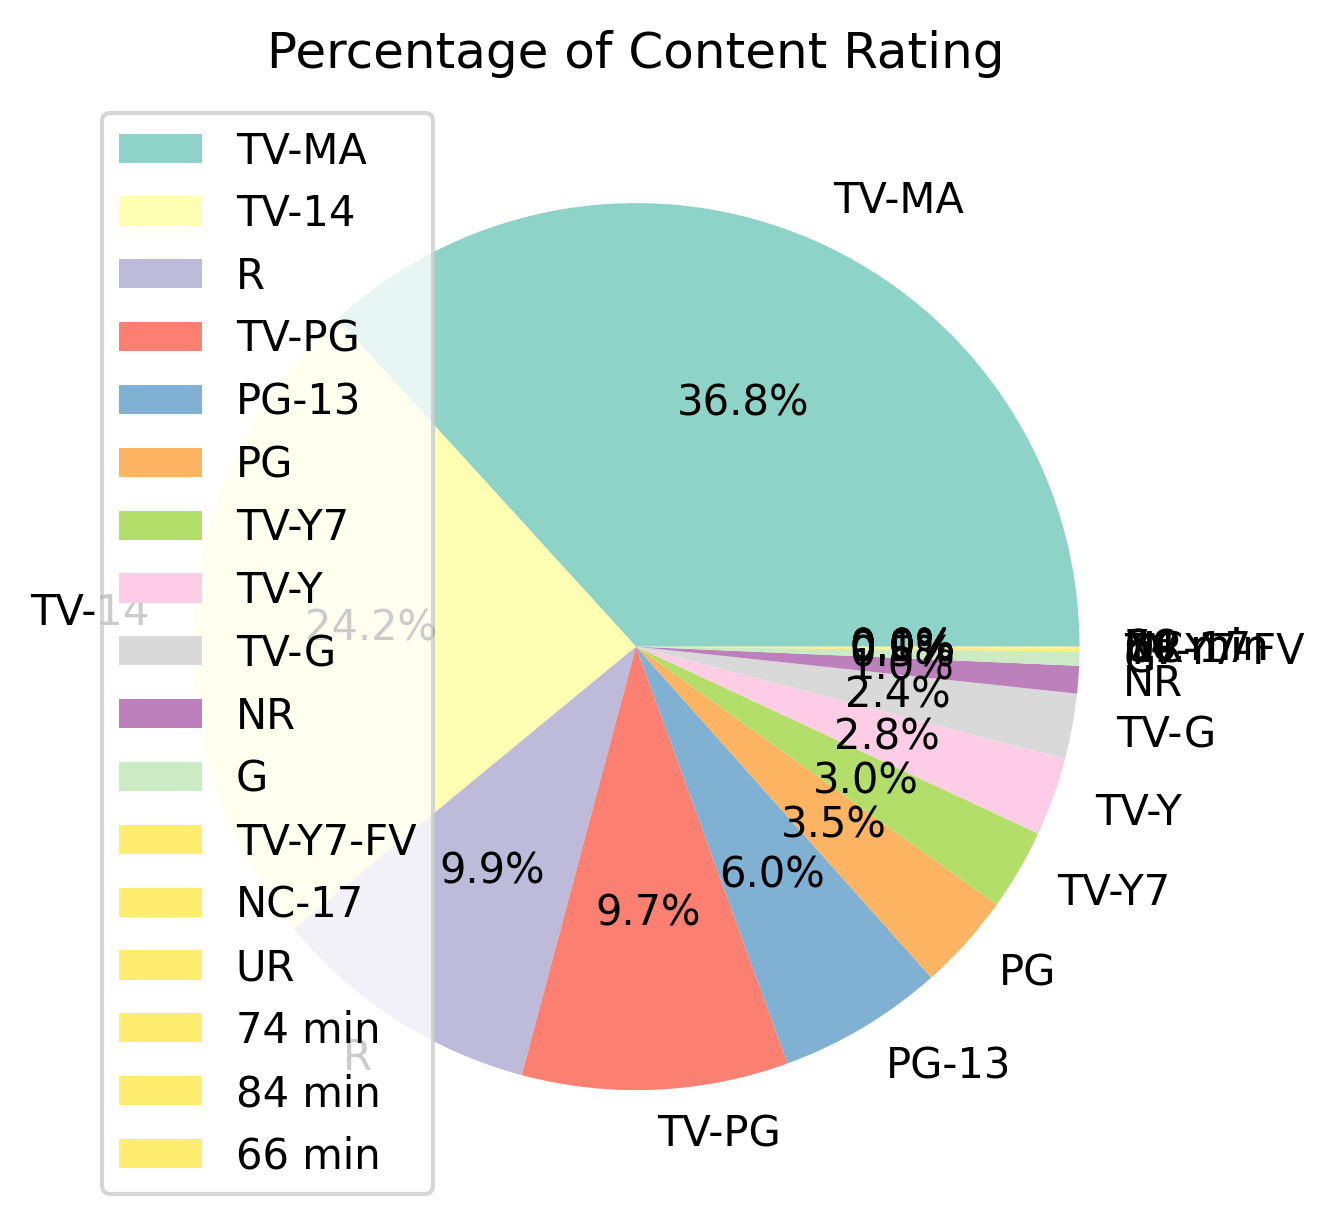 Percentage of Content Rating
TV-MA
TV-14
R
TV-PG
PG-13
PG
TV-Y7
TV-Y
TV-G
NR
G
TV-Y7-FV
NC-17
UR
74 min
84 min
66 min
TV-MA
36.8%
TV-14
24.2%
R
9.9%
TV-PG
9.7%
PG-13
6.0%
PG
3.5%
TV-Y7
3.0%
TV-Y
2.8%
TV-G
2.4%
NR
1.0%